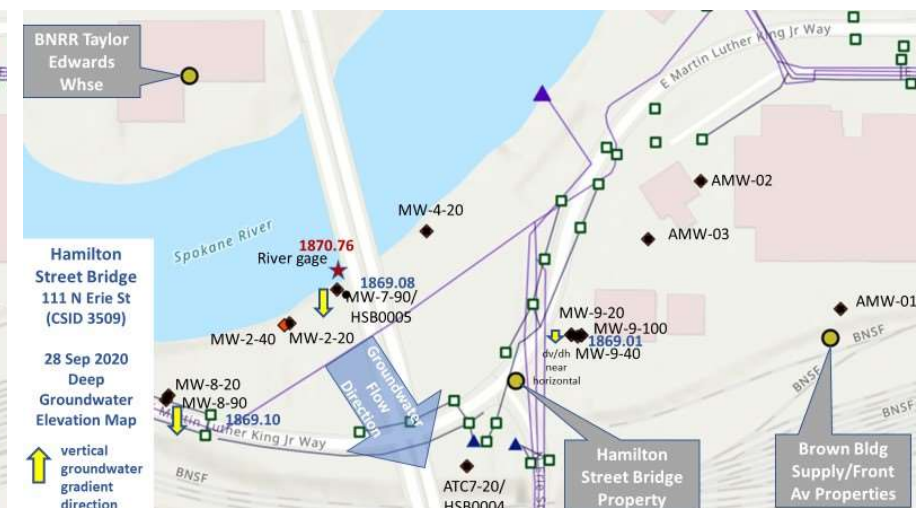 BNRR Taylor
Edwards
Whse
E Martin Luther King Jr Way
AMW-02
MW-4-20
Spokane River
1870.76
River gage
AMW-03
Hamilton
Street Bridge
111 N Erie St
(CSID 3509)
28 Sep 2020
Deep
Groundwater
Elevation Map
vertical
groundwater
gradient
direction
1869.08
MW-7-90/
HSB0005
MW-2-40
MW-2-20
AMW-01
MW-9-20
MW-9-100
1869.01
MW-9-40
dv/dh
near
horizontal
BNSF
BNSF
BNSF
Groundwater
Flow
Direction
MW-8-20
MW-8-90
1869.10
Martin Luther King Jr Way
BNSF
ATC7-20/
HSB0004
Hamilton
Street Bridge
Property
Brown Bldg
Supply/Front
Av Properties